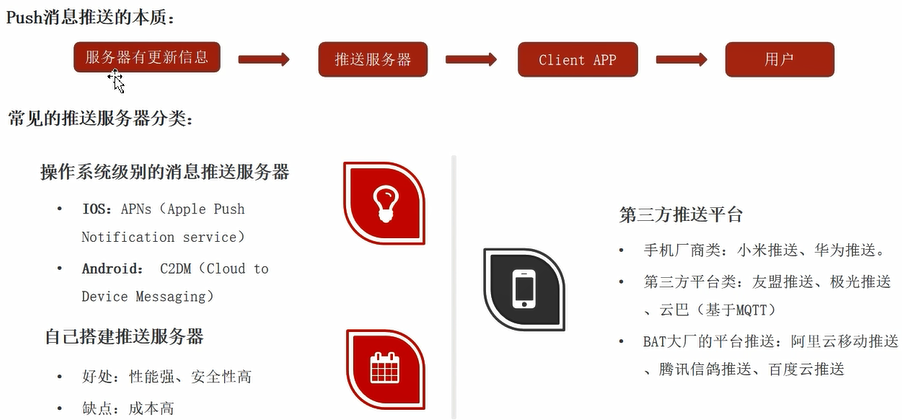 Push消息推送的本质：
服务器有更新信息
推送服务器
Client APP
用户
常见的推送服务器分类：
操作系统级别的消息推送服务器
• IOS：APNs（Apple Push
Notification service）
• Android： C2DM（Cloud to
Device Messaging）
自己搭建推送服务器
• 好处：性能强、安全性高
• 缺点：成本高
第三方推送平台
• 手机厂商类：小米推送、华为推送。
• 第三方平台类：友盟推送、极光推送
、云巴（基于MQTT）
• BAT大厂的平台推送：阿里云移动推送
、腾讯信鸽推送、百度云推送